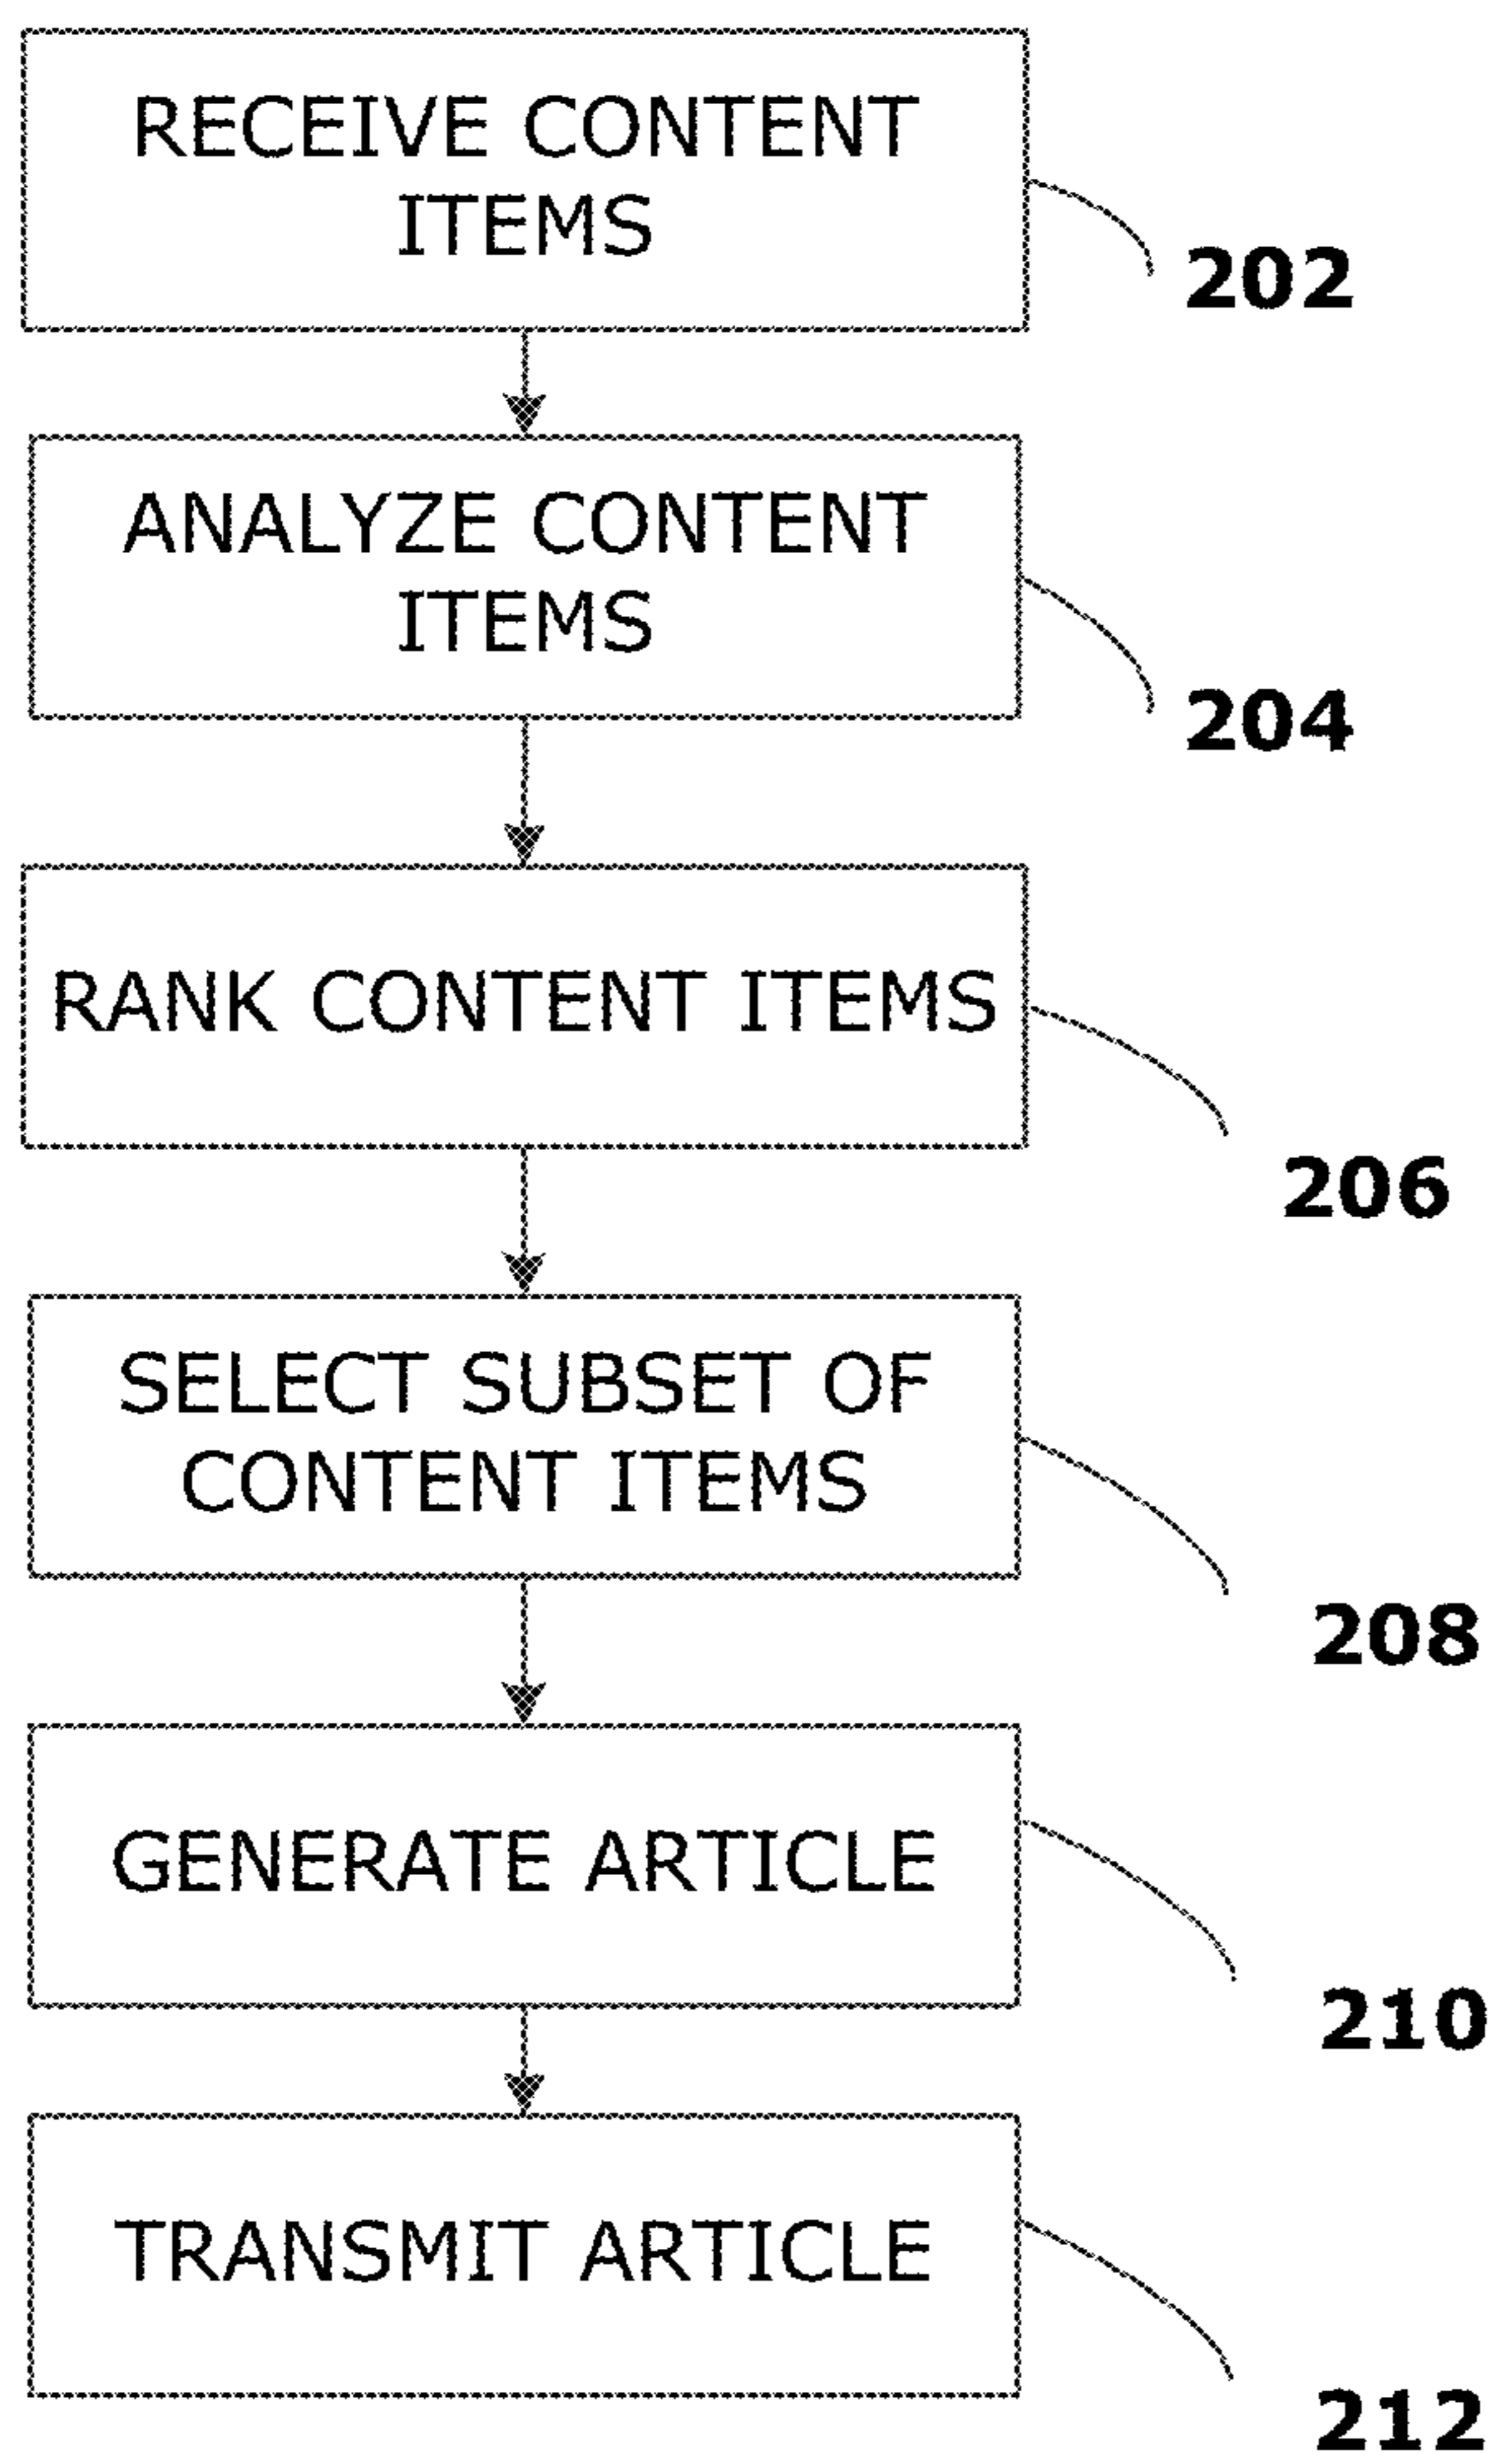 RECEIVE CONTENT
ITEMS
202
ANALYZE CONTENT
ITEMS
204
RANK CONTENT ITEMS
206
SELECT SUBSET OF
CONTENT ITEMS
208
GENERATE ARTICLE
210
TRANSMIT ARTICLE
212